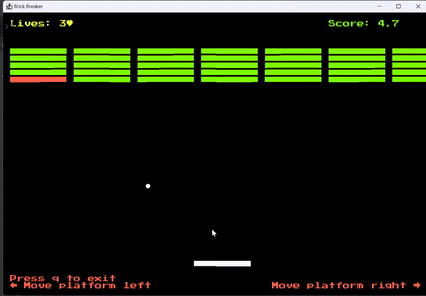 Brick Breaker
Lives: 3♥
Score: 4.7
Press q to exit
← Move platform left
Move platform right →